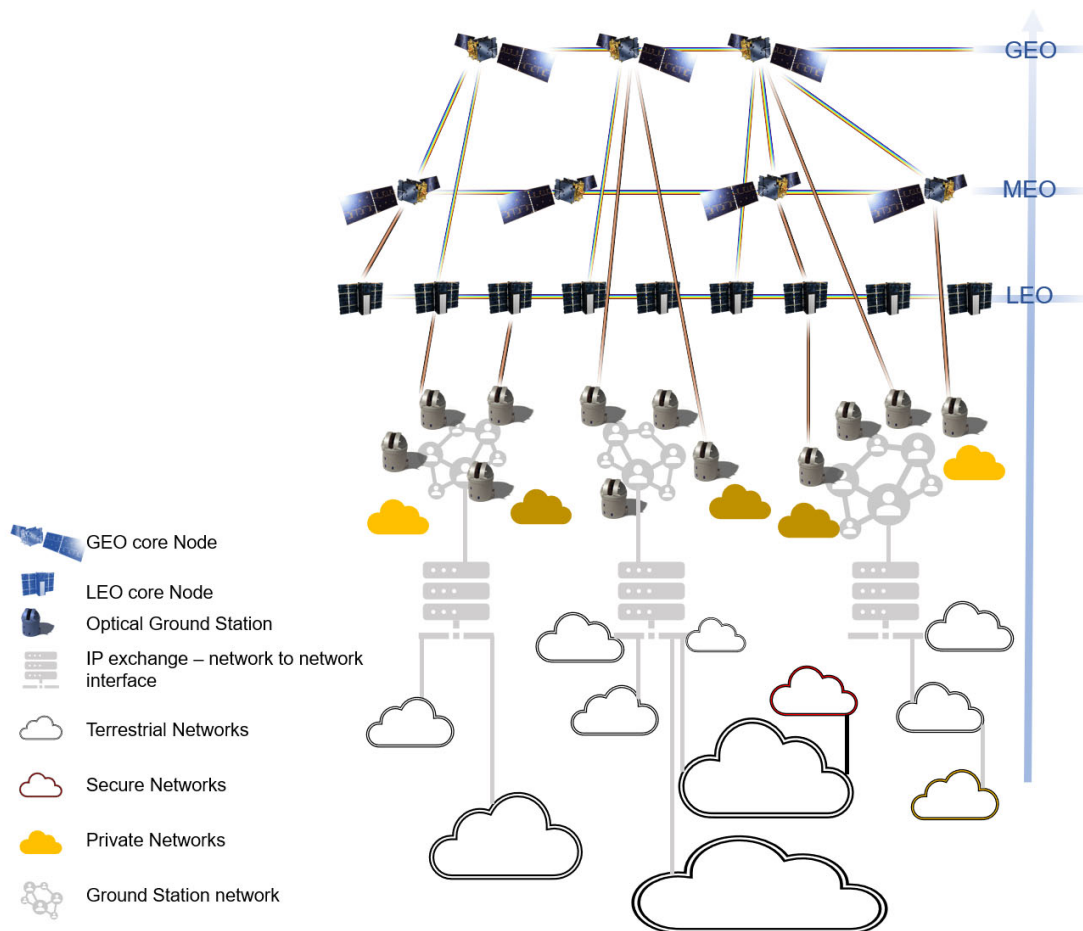 GEO
MEO
LEO
GEO core Node
LEO core Node
Optical Ground Station
IP exchange – network to network
interface
Terrestrial Networks
Secure Networks
Private Networks
Ground Station network